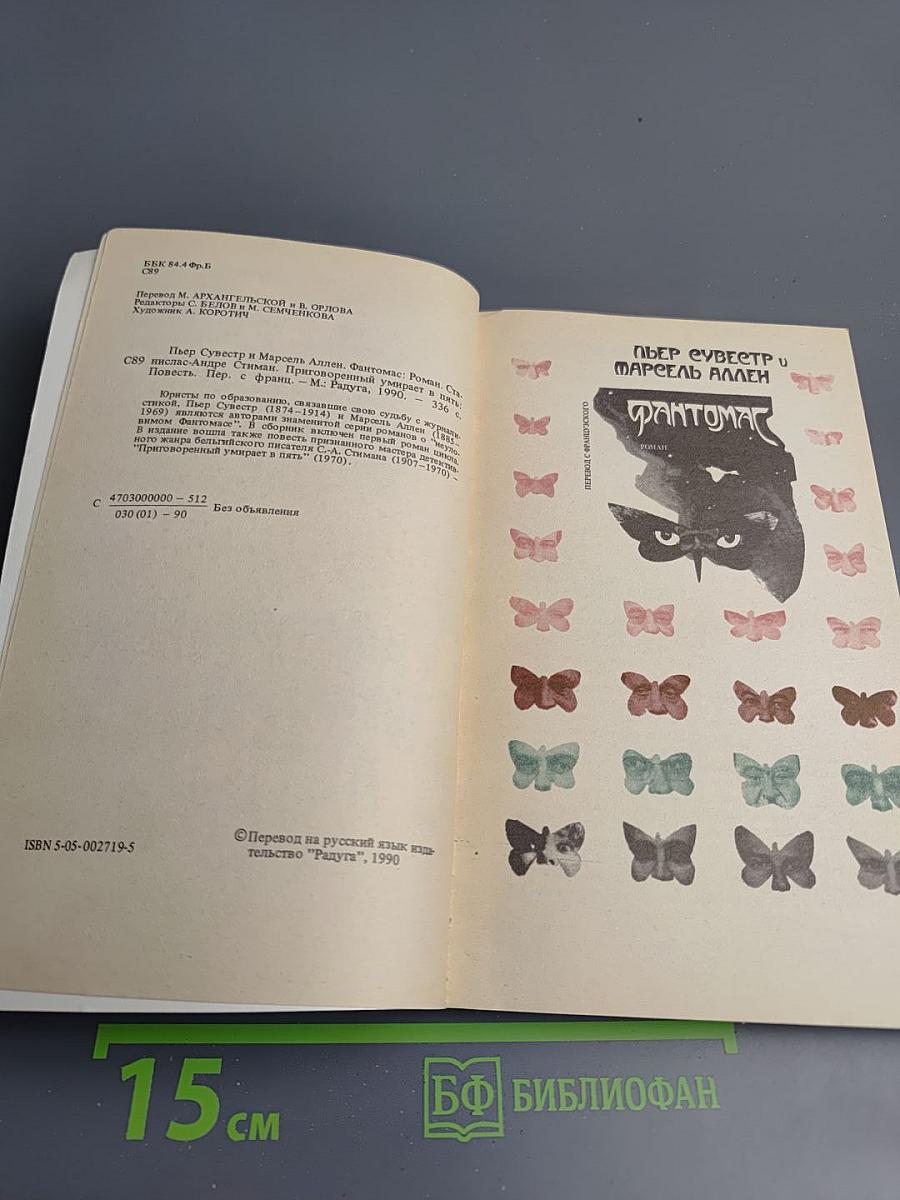 ББК 84.4 Фр.Б
С89
Перевод М. АРХАНГЕЛЬСКОЙ и В. ОРЛОВА
Редакторы С. БЕЛОВ и М. СЕМЧЕНКОВА
Художник А. КОРОТИЧ
Пьер Сувестр и Марсель Аллен. Фантомас: Роман. Ста-
С89 нислас-Андре Стиман. Приговоренный умирает в пять:
Повесть. Пер. с франц. – М.: Радуга, 1990. – 336 с.
Юристы по образованию, связавшие свою судьбу с журнали-
стикой, Пьер Сувестр (1874–1914) и Марсель Аллен (1885–
1969) являются авторами знаменитой серии романов о "неуло-
вимом Фантомасе". В сборник включен первый роман цикла.
В издание вошла также повесть признанного мастера детектив-
ного жанра бельгийского писателя С.-А. Стимана (1907–1970) –
"Приговоренный умирает в пять" (1970).
С 4703000000 – 512
030 (01) – 90 Без объявления
ISBN 5-05-002719-5
© Перевод на русский язык изда-
тельство "Радуга", 1990
ПЬЕР СУВЕСТР и
МАРСЕЛЬ АЛЛЕН
ФАНТОМАС
РОМАН
ПЕРЕВОД С ФРАНЦУЗСКОГО
15 см
БФ БИБЛИОФАН